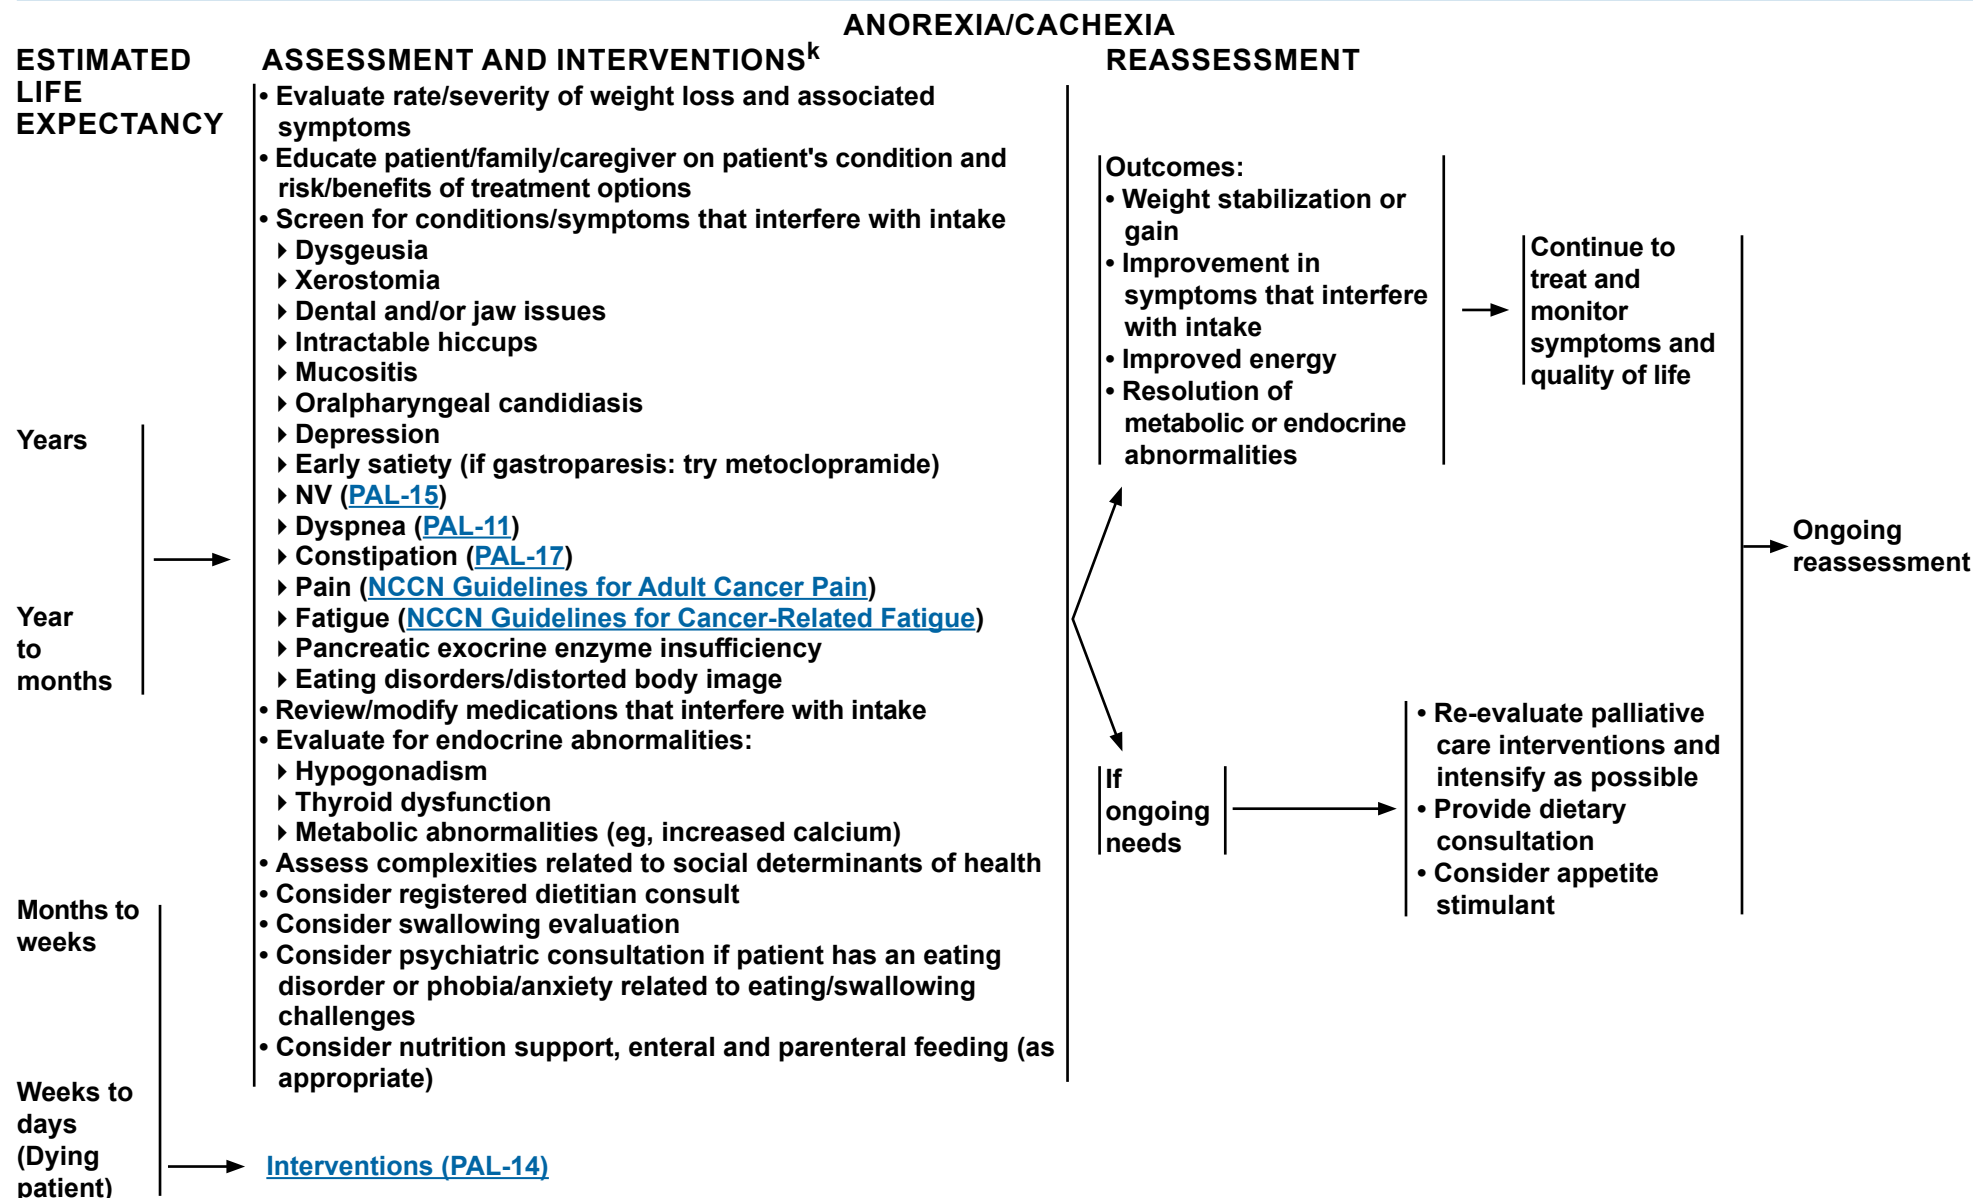 ANOREXIA/CACHEXIA
ESTIMATED
LIFE
EXPECTANCY
Years
Year
to
months
Months to
weeks
Weeks to
days
(Dying
patient)
ASSESSMENT AND INTERVENTIONSk
• Evaluate rate/severity of weight loss and associated
symptoms
• Educate patient/family/caregiver on patient's condition and
risk/benefits of treatment options
• Screen for conditions/symptoms that interfere with intake
‣ Dysgeusia
‣ Xerostomia
‣ Dental and/or jaw issues
‣ Intractable hiccups
‣ Mucositis
‣ Oralpharyngeal candidiasis
‣ Depression
‣ Early satiety (if gastroparesis: try metoclopramide)
‣ NV (PAL-15)
‣ Dyspnea (PAL-11)
‣ Constipation (PAL-17)
‣ Pain (NCCN Guidelines for Adult Cancer Pain)
‣ Fatigue (NCCN Guidelines for Cancer-Related Fatigue)
‣ Pancreatic exocrine enzyme insufficiency
‣ Eating disorders/distorted body image
• Review/modify medications that interfere with intake
• Evaluate for endocrine abnormalities:
‣ Hypogonadism
‣ Thyroid dysfunction
‣ Metabolic abnormalities (eg, increased calcium)
• Assess complexities related to social determinants of health
• Consider registered dietitian consult
• Consider swallowing evaluation
• Consider psychiatric consultation if patient has an eating
disorder or phobia/anxiety related to eating/swallowing
challenges
• Consider nutrition support, enteral and parenteral feeding (as
appropriate)
Interventions (PAL-14)
REASSESSMENT
Outcomes:
• Weight stabilization or
gain
• Improvement in
symptoms that interfere
with intake
• Improved energy
• Resolution of
metabolic or endocrine
abnormalities
Continue to
treat and
monitor
symptoms and
quality of life
If
ongoing
needs
• Re-evaluate palliative
care interventions and
intensify as possible
• Provide dietary
consultation
• Consider appetite
stimulant
Ongoing
reassessment